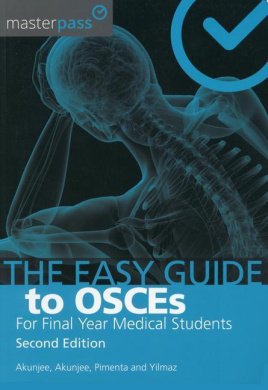 masterpass
THE EASY GUIDE
to OSCEs
For Final Year Medical Students
Second Edition
Akunjee, Akunjee, Pimenta and Yilmaz